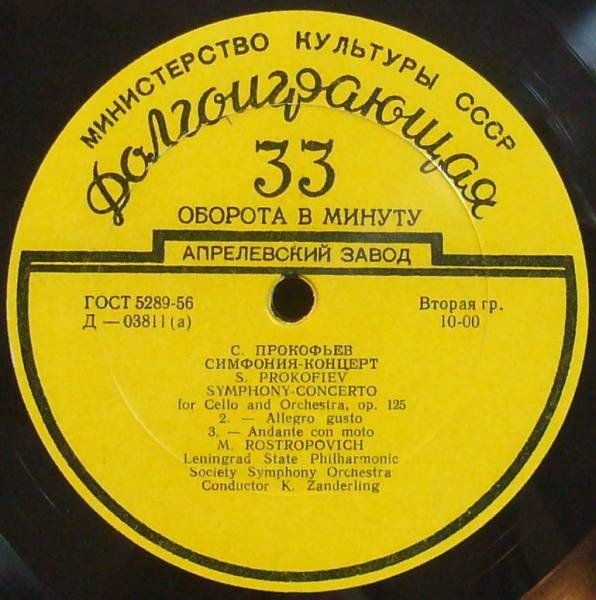 МИНИСТЕРСТВО КУЛЬТУРЫ СССР
Долгоиграющая
33
ОБОРОТА В МИНУТУ
АПРЕЛЕВСКИЙ ЗАВОД
ГОСТ 5289-56
Д — 03811 (а)
Вторая гр.
10-00
С. ПРОКОФЬЕВ
СИМФОНИЯ-КОНЦЕРТ
S. PROKOFIEV
SYMPHONY-CONCERTO
for Cello and Orchestra, op. 125
2. — Allegro gusto
3. — Andante con moto
M. ROSTROPOVICH
Leningrad State Philharmonic
Society Symphony Orchestra
Conductor K. Zanderling